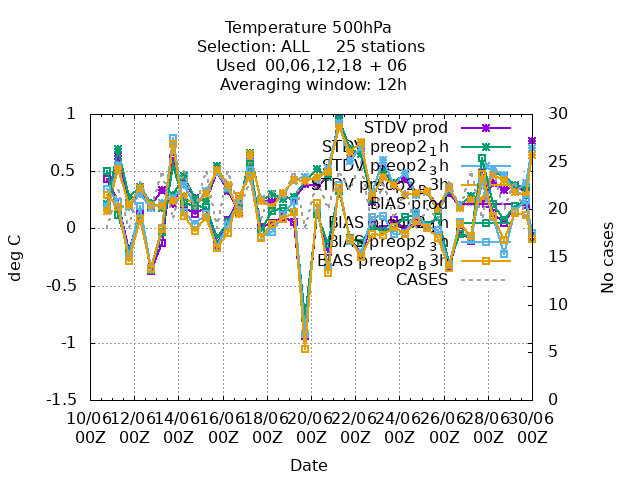 Temperature 500hPa
Selection: ALL 25 stations
Used 00,06,12,18 + 06
Averaging window: 12h
1
0.5
0
-0.5
-1
-1.5
deg C
30
25
20
15
10
5
0
No cases
STDV prod
STDV preop2_1h
STDV preop2_3h
STDV preop2_B3h
BIAS prod
BIAS preop2_1h
BIAS preop2_3h
BIAS preop2_B3h
CASES
10/06 12/06 14/06 16/06 18/06 20/06 22/06 24/06 26/06 28/06 30/06
00Z 00Z 00Z 00Z 00Z 00Z 00Z 00Z 00Z 00Z 00Z
Date